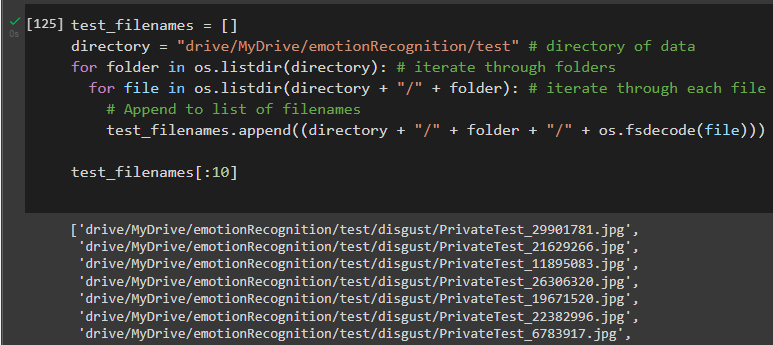 [125] test_filenames = []
directory = "drive/MyDrive/emotionRecognition/test" # directory of data
for folder in os.listdir(directory): # iterate through folders
for file in os.listdir(directory + "/" + folder): # iterate through each file
# Append to list of filenames
test_filenames.append((directory + "/" + folder + "/" + os.fsdecode(file)))
test_filenames[:10]
0s
['drive/MyDrive/emotionRecognition/test/disgust/PrivateTest_29901781.jpg',
'drive/MyDrive/emotionRecognition/test/disgust/PrivateTest_21629266.jpg',
'drive/MyDrive/emotionRecognition/test/disgust/PrivateTest_11895083.jpg',
'drive/MyDrive/emotionRecognition/test/disgust/PrivateTest_26306320.jpg',
'drive/MyDrive/emotionRecognition/test/disgust/PrivateTest_19671520.jpg',
'drive/MyDrive/emotionRecognition/test/disgust/PrivateTest_22382996.jpg',
'drive/MyDrive/emotionRecognition/test/disgust/PrivateTest_6783917.jpg',